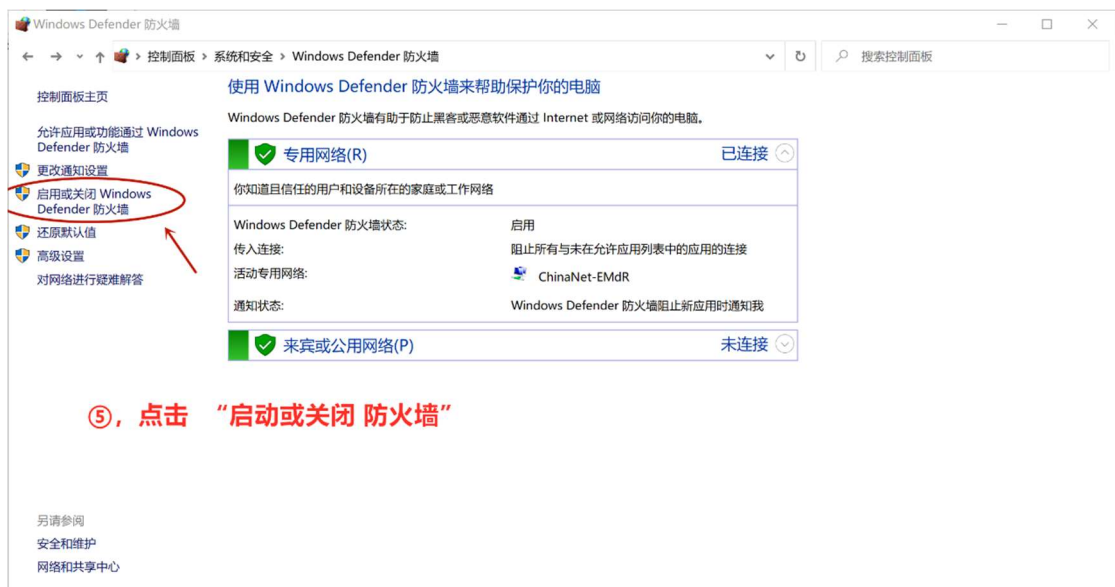 Windows Defender 防火墙
控制面板 › 系统和安全 › Windows Defender 防火墙
搜索控制面板
控制面板主页
允许应用或功能通过 Windows
Defender 防火墙
更改通知设置
启用或关闭 Windows
Defender 防火墙
还原默认值
高级设置
对网络进行疑难解答
使用 Windows Defender 防火墙来帮助保护你的电脑
Windows Defender 防火墙有助于防止黑客或恶意软件通过 Internet 或网络访问你的电脑。
专用网络(R) 已连接
你知道且信任的用户和设备所在的家庭或工作网络
Windows Defender 防火墙状态: 启用
传入连接: 阻止所有与未在允许应用列表中的应用的连接
活动专用网络: ChinaNet-EMdR
通知状态: Windows Defender 防火墙阻止新应用时通知我
来宾或公用网络(P) 未连接
⑤，点击 “启动或关闭 防火墙”
另请参阅
安全和维护
网络和共享中心